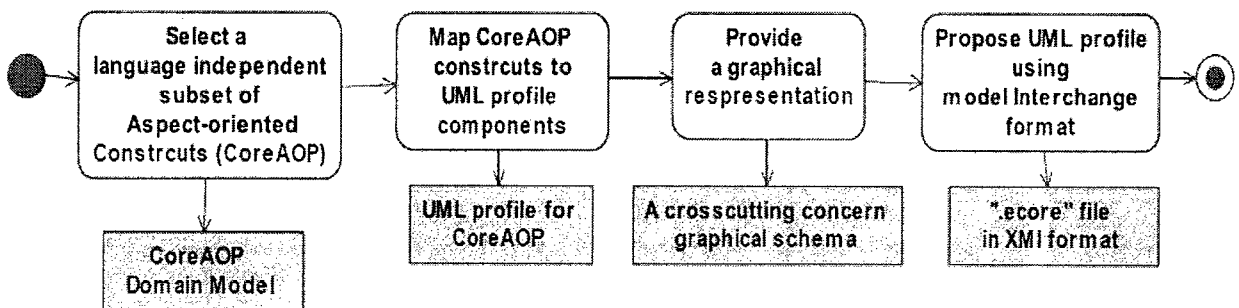 Select a
language independent
subset of
Aspect-oriented
Constrcuts (CoreAOP)
Map CoreAOP
constrcuts to
UML profile
components
Provide
a graphical
respresentation
Propose UML profile
using
model Interchange
format
CoreAOP
Domain Model
UML profile for
CoreAOP
A crosscutting concern
graphical schema
".ecore" file
in XMI format